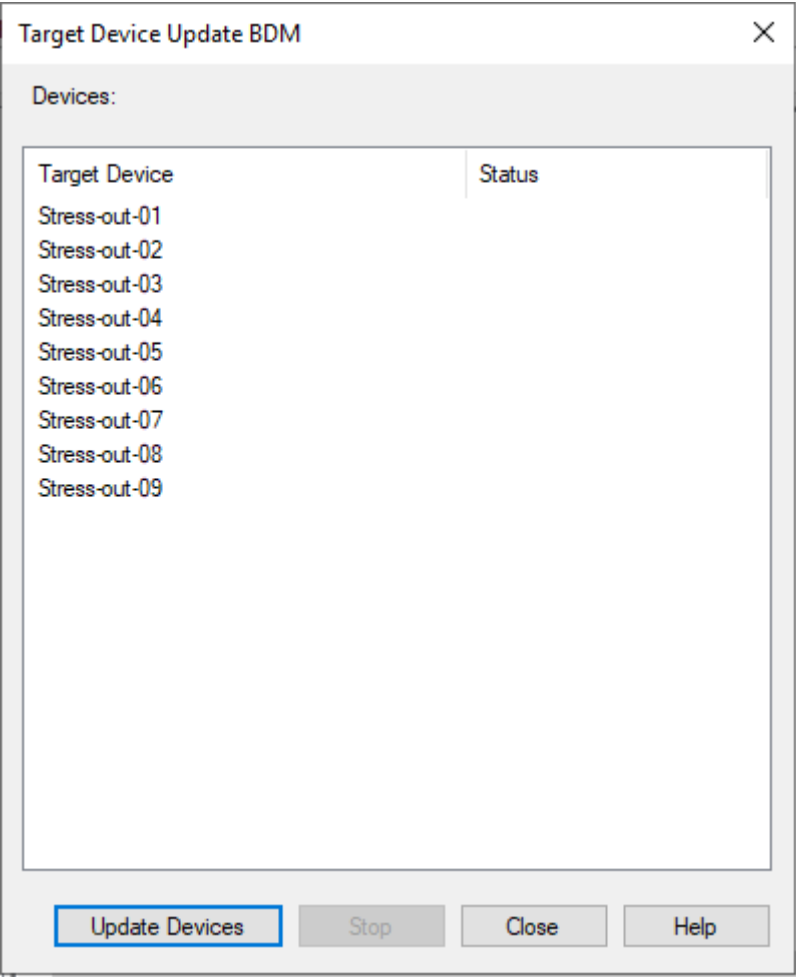 Target Device Update BDM
Devices:
Target Device Status
Stress-out-01
Stress-out-02
Stress-out-03
Stress-out-04
Stress-out-05
Stress-out-06
Stress-out-07
Stress-out-08
Stress-out-09
Update Devices Stop Close Help